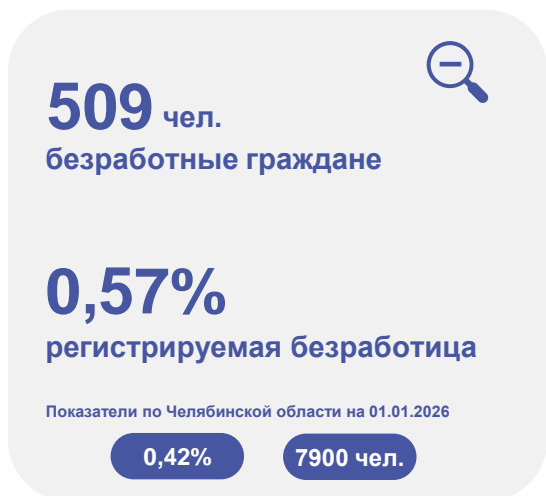 509 чел.
безработные граждане
0,57%
регистрируемая безработица
Показатели по Челябинской области на 01.01.2026
0,42%
7900 чел.